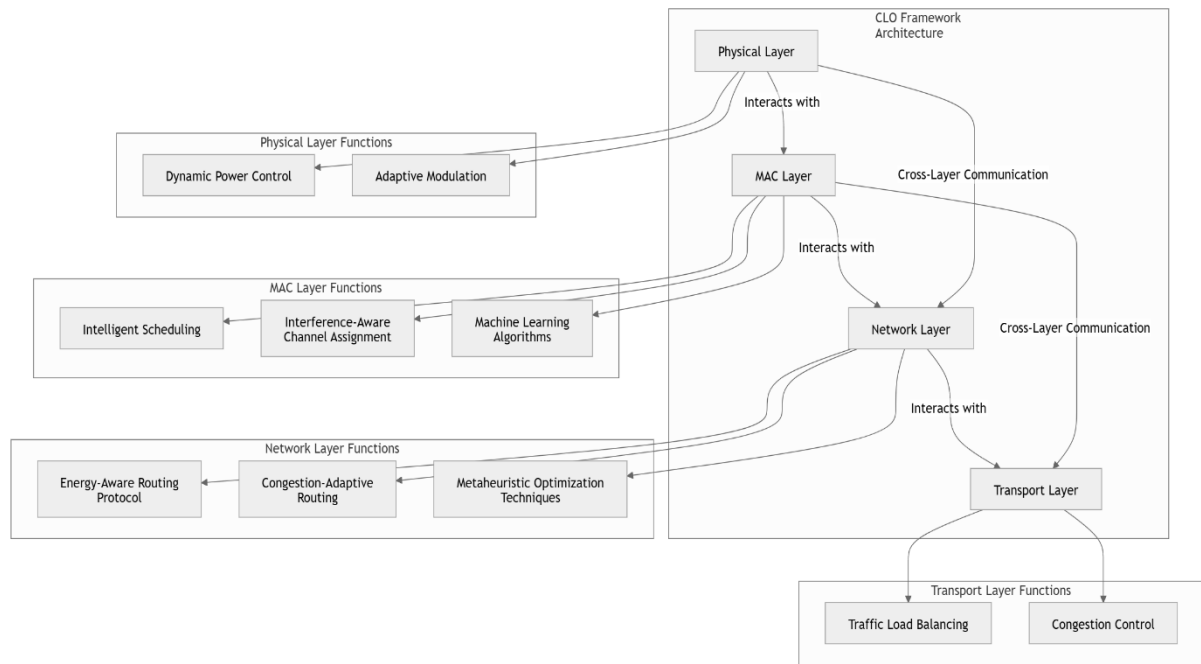 CLO Framework
Architecture
Physical Layer
Interacts with
Physical Layer Functions
Dynamic Power Control
Adaptive Modulation
MAC Layer
Cross-Layer Communication
Interacts with
MAC Layer Functions
Intelligent Scheduling
Interference-Aware
Channel Assignment
Machine Learning
Algorithms
Network Layer
Cross-Layer Communication
Interacts with
Network Layer Functions
Energy-Aware Routing
Protocol
Congestion-Adaptive
Routing
Metaheuristic Optimization
Techniques
Transport Layer
Transport Layer Functions
Traffic Load Balancing
Congestion Control